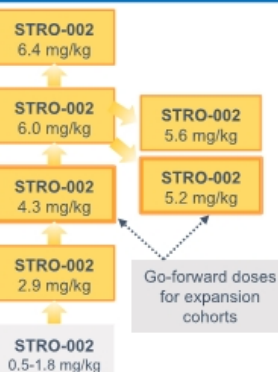 STRO-002
6.4 mg/kg
STRO-002
6.0 mg/kg
STRO-002
5.6 mg/kg
STRO-002
4.3 mg/kg
STRO-002
5.2 mg/kg
STRO-002
2.9 mg/kg
Go-forward doses
for expansion
cohorts
STRO-002
0.5-1.8 mg/kg